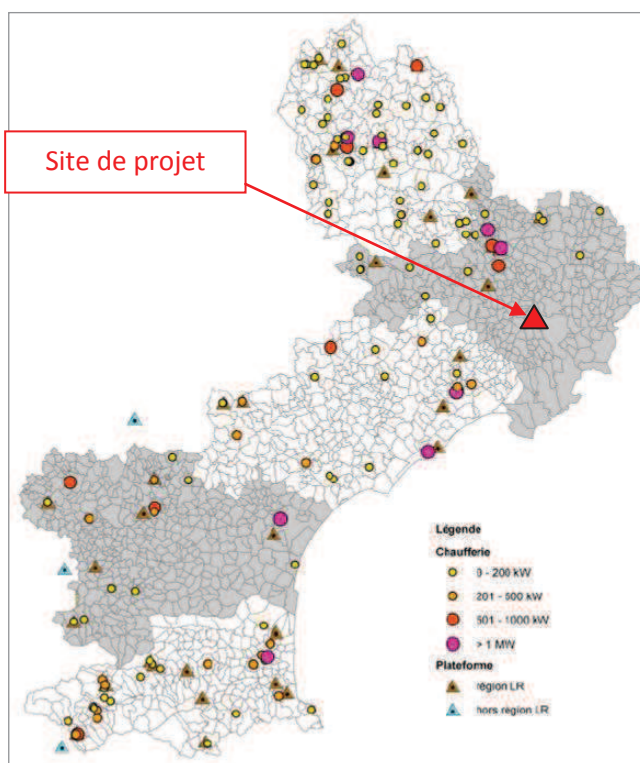 Site de projet
Légende
Chaufferie
0 - 200 kW
201 - 500 kW
501 - 1000 kW
> 1 MW
Plateforme
région LR
hors région LR